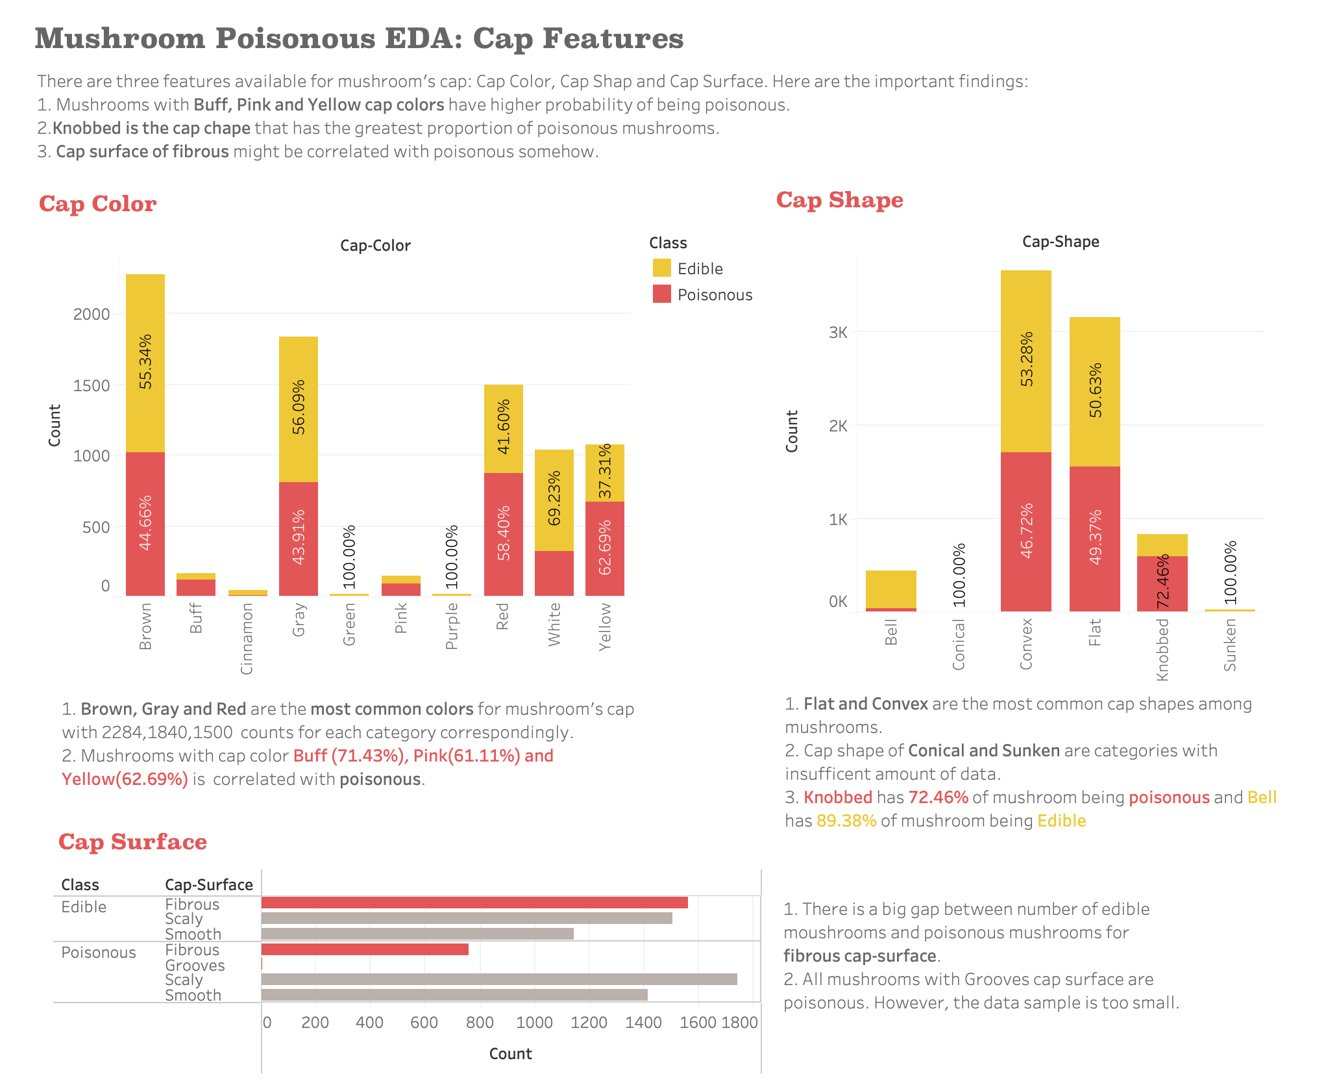 Mushroom Poisonous EDA: Cap Features
There are three features available for mushroom's cap: Cap Color, Cap Shap and Cap Surface. Here are the important findings:
1. Mushrooms with Buff, Pink and Yellow cap colors have higher probability of being poisonous.
2.Knobbed is the cap chape that has the greatest proportion of poisonous mushrooms.
3. Cap surface of fibrous might be correlated with poisonous somehow.
Cap Color
Cap-Color
Count
2000
1500
1000
500
0
55.34%
44.66%
56.09%
43.91%
100.00%
100.00%
41.60%
58.40%
69.23%
37.31%
62.69%
Brown
Buff
Cinnamon
Gray
Green
Pink
Purple
Red
White
Yellow
Class
Edible
Poisonous
1. Brown, Gray and Red are the most common colors for mushroom's cap
with 2284,1840,1500 counts for each category correspondingly.
2. Mushrooms with cap color Buff (71.43%), Pink(61.11%) and
Yellow(62.69%) is correlated with poisonous.
Cap Shape
Cap-Shape
Count
3K
2K
1K
0K
100.00%
53.28%
46.72%
50.63%
49.37%
72.46%
100.00%
Bell
Conical
Convex
Flat
Knobbed
Sunken
1. Flat and Convex are the most common cap shapes among
mushrooms.
2. Cap shape of Conical and Sunken are categories with
insufficent amount of data.
3. Knobbed has 72.46% of mushroom being poisonous and Bell
has 89.38% of mushroom being Edible
Cap Surface
Class Cap-Surface
Edible Fibrous
Scaly
Smooth
Poisonous Fibrous
Grooves
Scaly
Smooth
0 200 400 600 800 1000 1200 1400 1600 1800
Count
1. There is a big gap between number of edible
moushrooms and poisonous mushrooms for
fibrous cap-surface.
2. All mushrooms with Grooves cap surface are
poisonous. However, the data sample is too small.